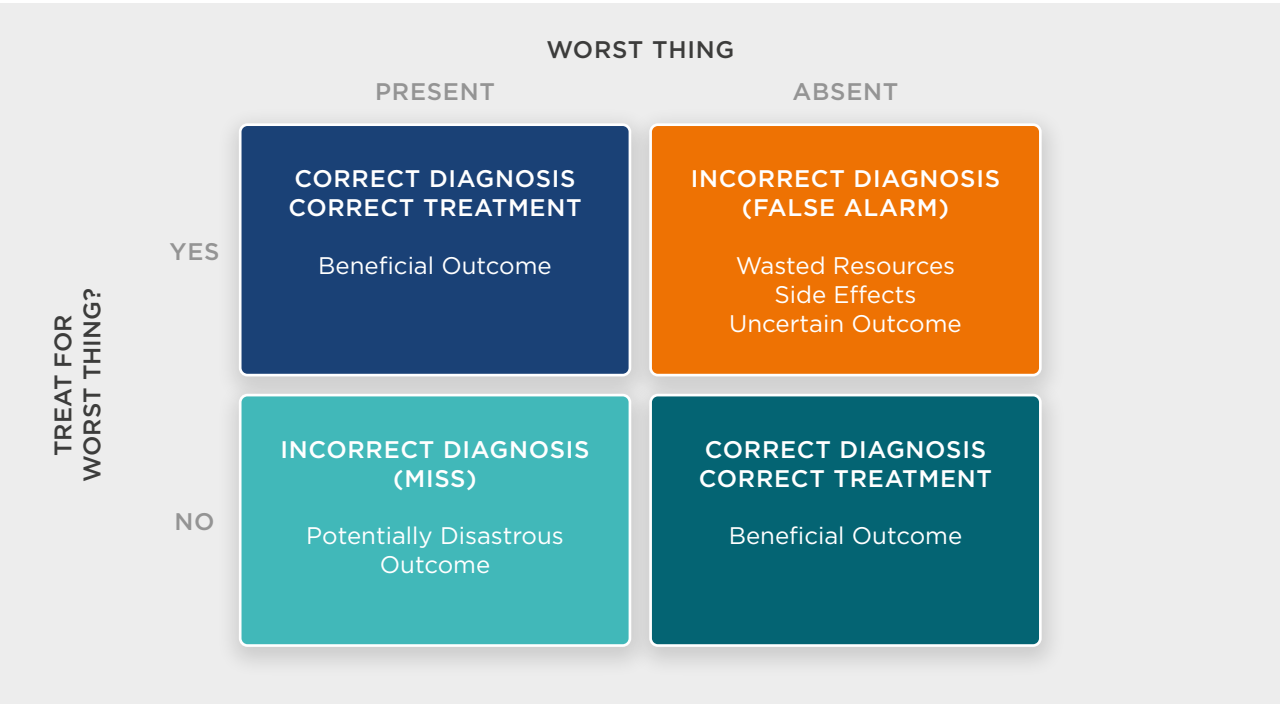 WORST THING
PRESENT
ABSENT
TREAT FOR
WORST THING?
YES
CORRECT DIAGNOSIS
CORRECT TREATMENT
Beneficial Outcome
INCORRECT DIAGNOSIS
(FALSE ALARM)
Wasted Resources
Side Effects
Uncertain Outcome
NO
INCORRECT DIAGNOSIS
(MISS)
Potentially Disastrous
Outcome
CORRECT DIAGNOSIS
CORRECT TREATMENT
Beneficial Outcome